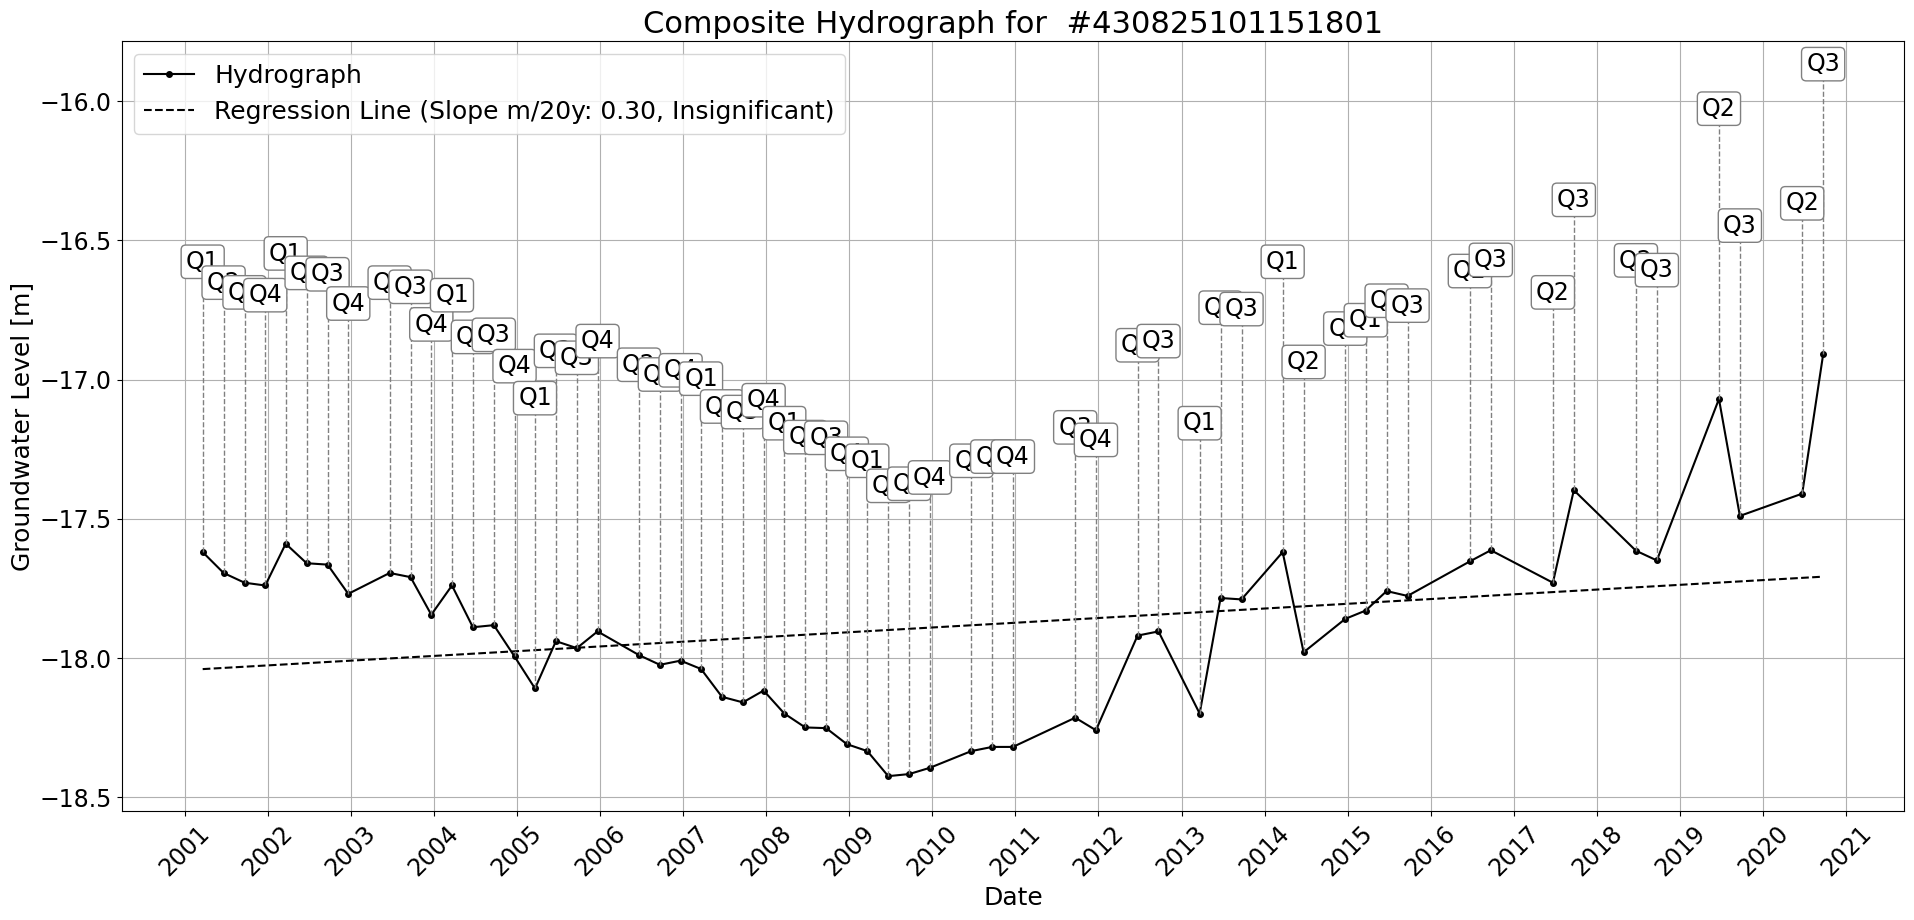 Composite Hydrograph for #430825101151801
Hydrograph
Regression Line (Slope m/20y: 0.30, Insignificant)
Groundwater Level [m]
−16.0
−16.5
−17.0
−17.5
−18.0
−18.5
Q1
Q4
Q1
Q3
Q4
Q3
Q4
Q1
Q3
Q4
Q1
Q4
Q1
Q4
Q3
Q1
Q4
Q4
Q4
Q3
Q1
Q3
Q1
Q2
Q1
Q3
Q3
Q2
Q3
Q3
Q2
Q3
Q2
Q3
2001
2002
2003
2004
2005
2006
2007
2008
2009
2010
2011
2012
2013
2014
2015
2016
2017
2018
2019
2020
2021
Date